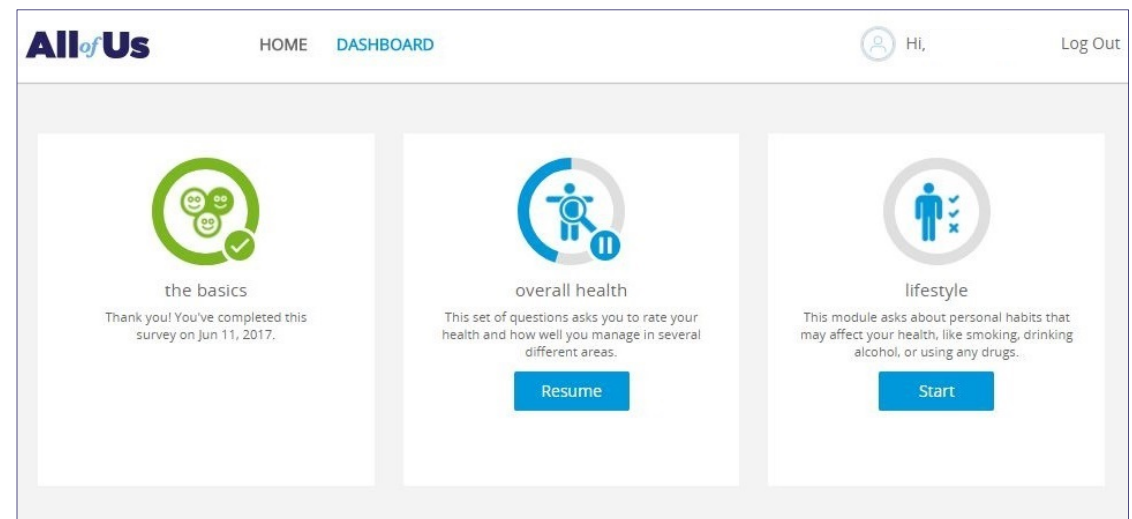 All of Us
HOME DASHBOARD
Hi,
Log Out
the basics
Thank you! You've completed this
survey on Jun 11, 2017.
overall health
This set of questions asks you to rate your
health and how well you manage in several
different areas.
Resume
lifestyle
This module asks about personal habits that
may affect your health, like smoking, drinking
alcohol, or using any drugs.
Start